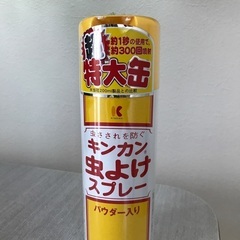 約1秒の使用で、
約300回噴射
特大缶
虫さされを防ぐ
キンカン
虫よけ
スプレー
パウダー入り